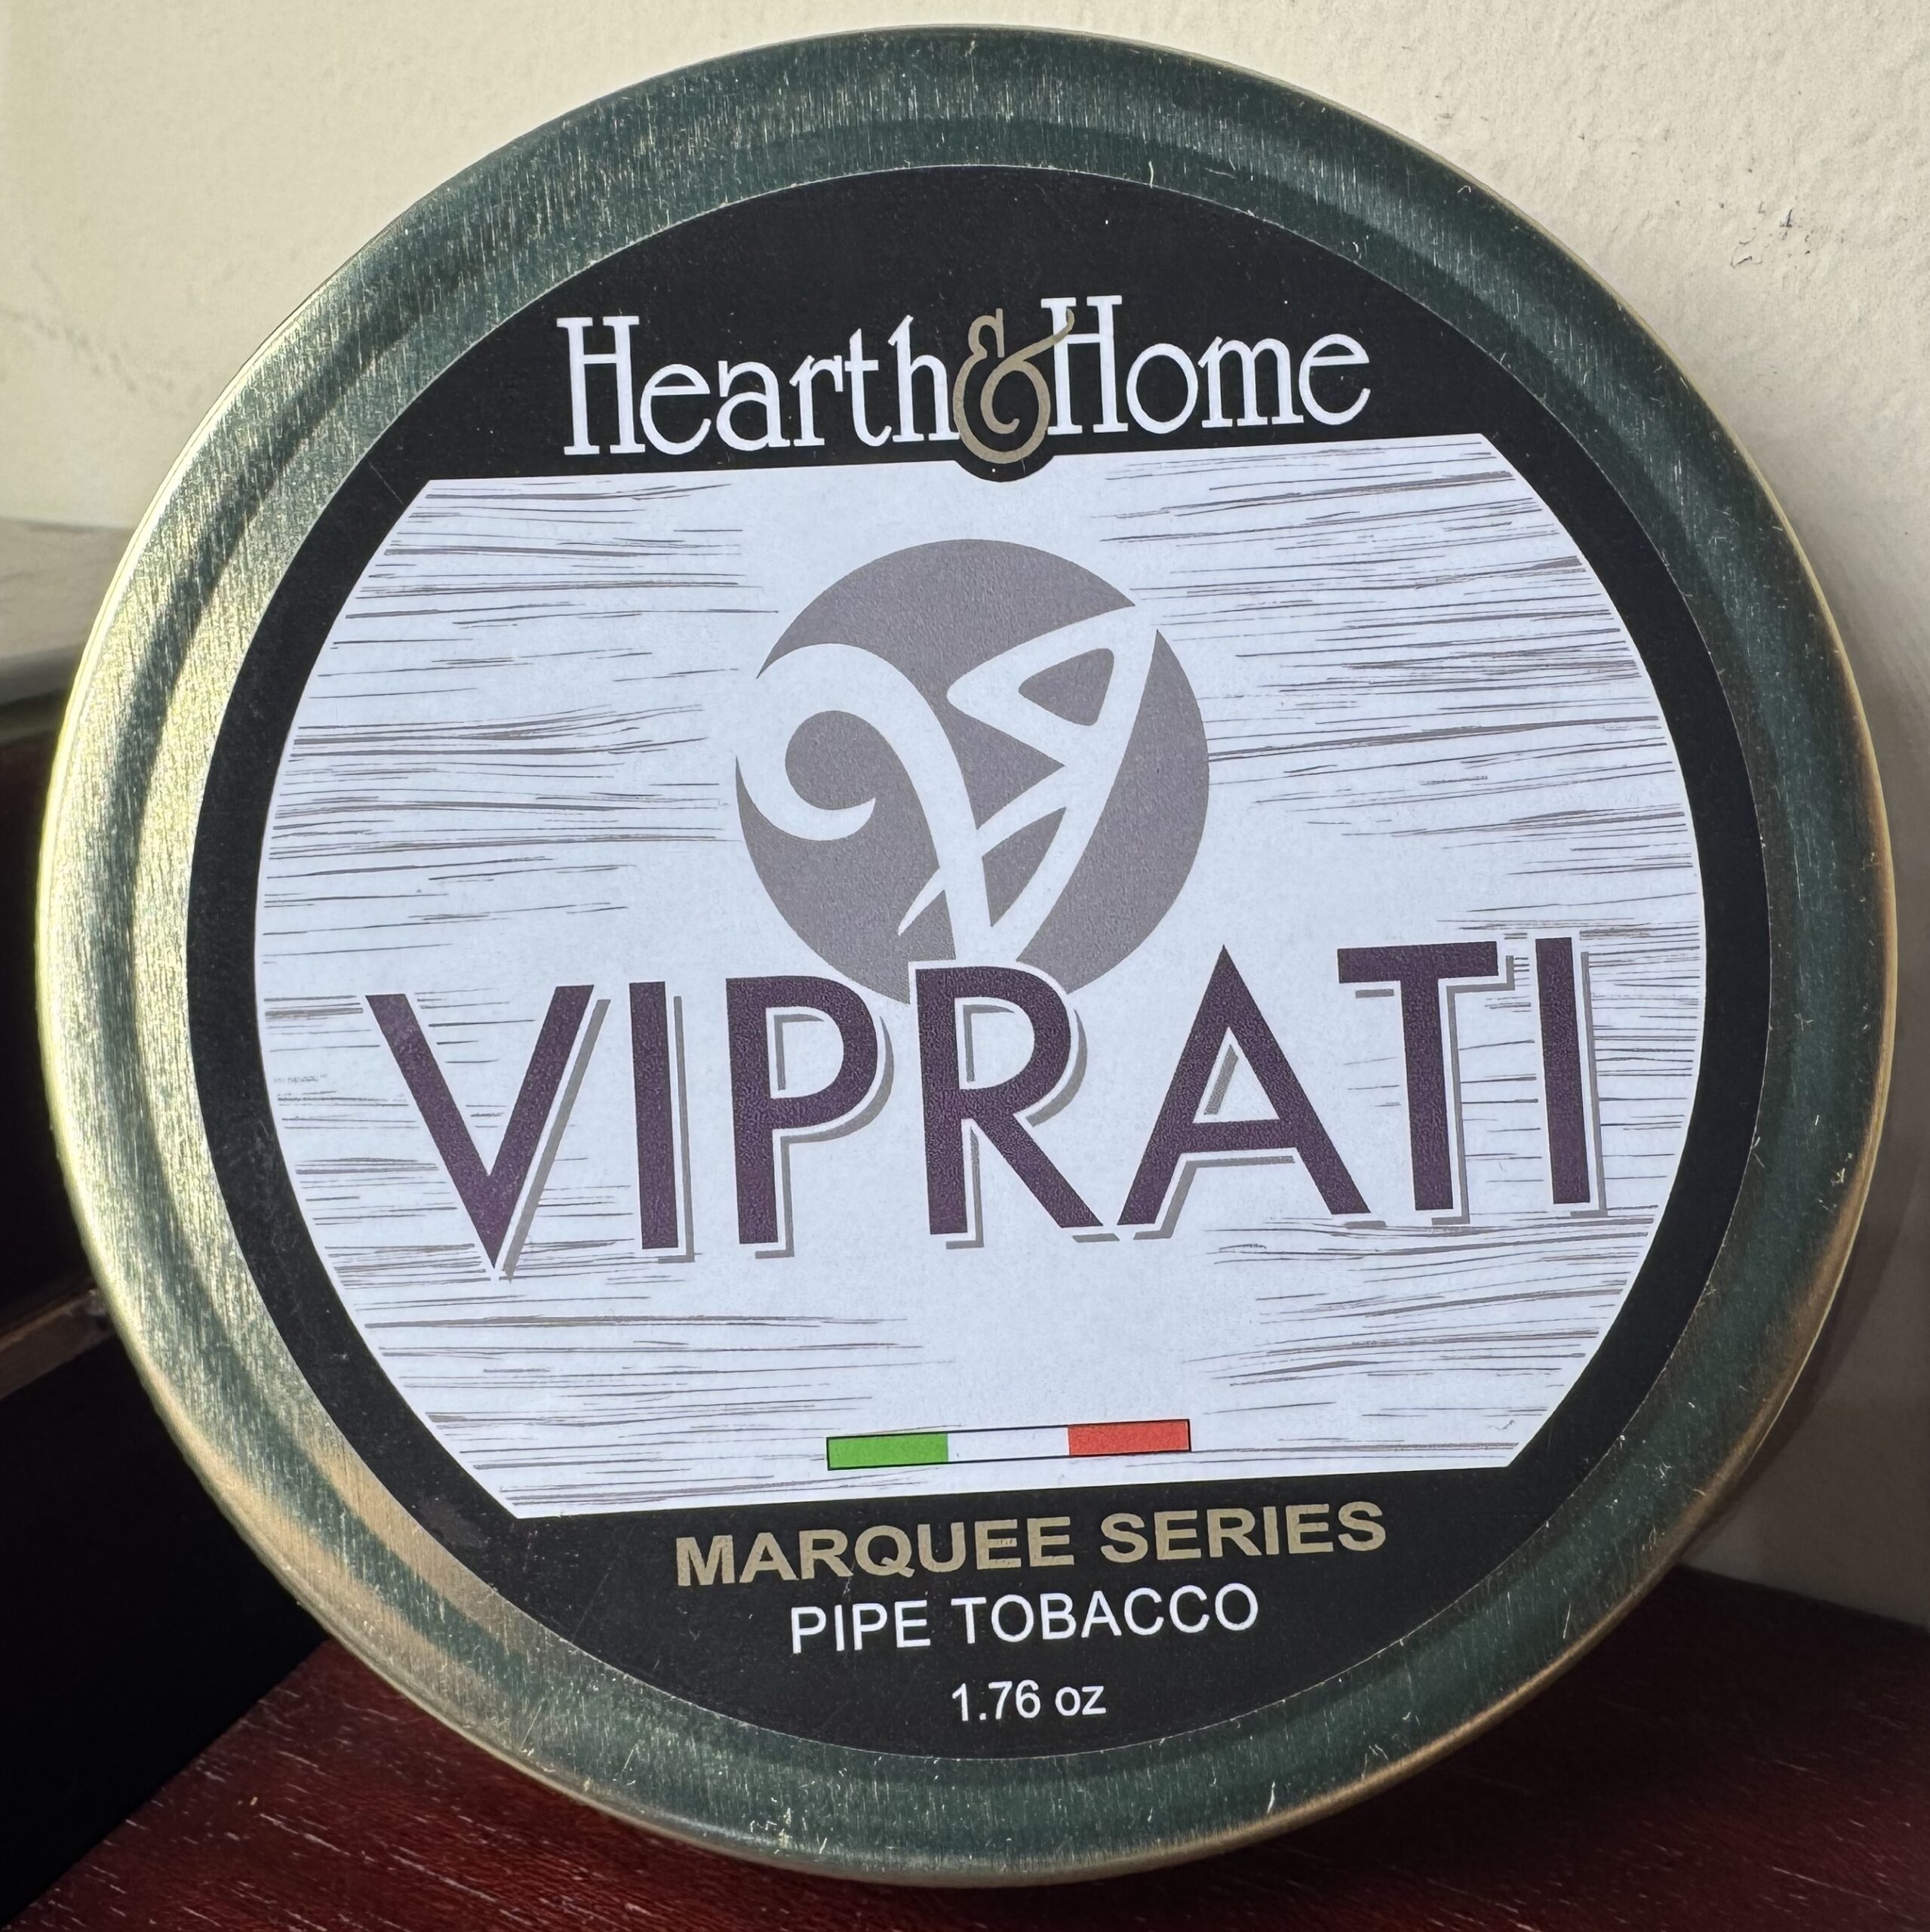 Hearth & Home
VIPRATI
MARQUEE SERIES
PIPE TOBACCO
1.76 oz